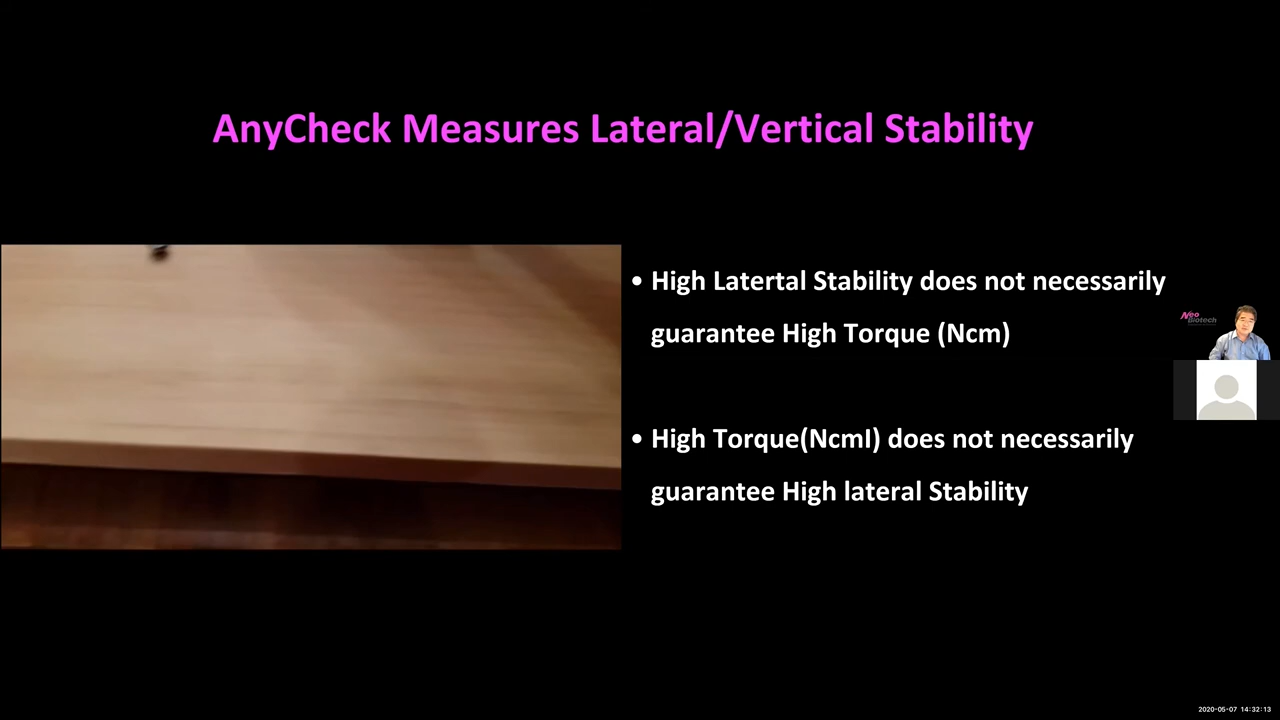 AnyCheck Measures Lateral/Vertical Stability
• High Latertal Stability does not necessarily
guarantee High Torque (Ncm)
Neo
Biotech
• High Torque(NcmI) does not necessarily
guarantee High lateral Stability
2020-05-07 14:32:13